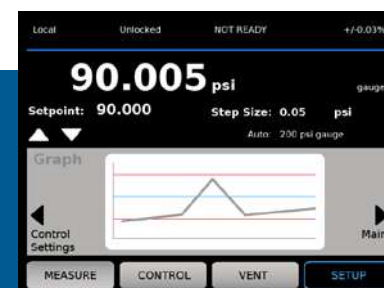 Local Unlocked NOT READY +/-0.03%
90.005 psi gauge
Setpoint: 90.000 Step Size: 0.05 psi
Auto: 200 psi gauge
Graph
Control Settings Main
MEASURE CONTROL VENT SETUP